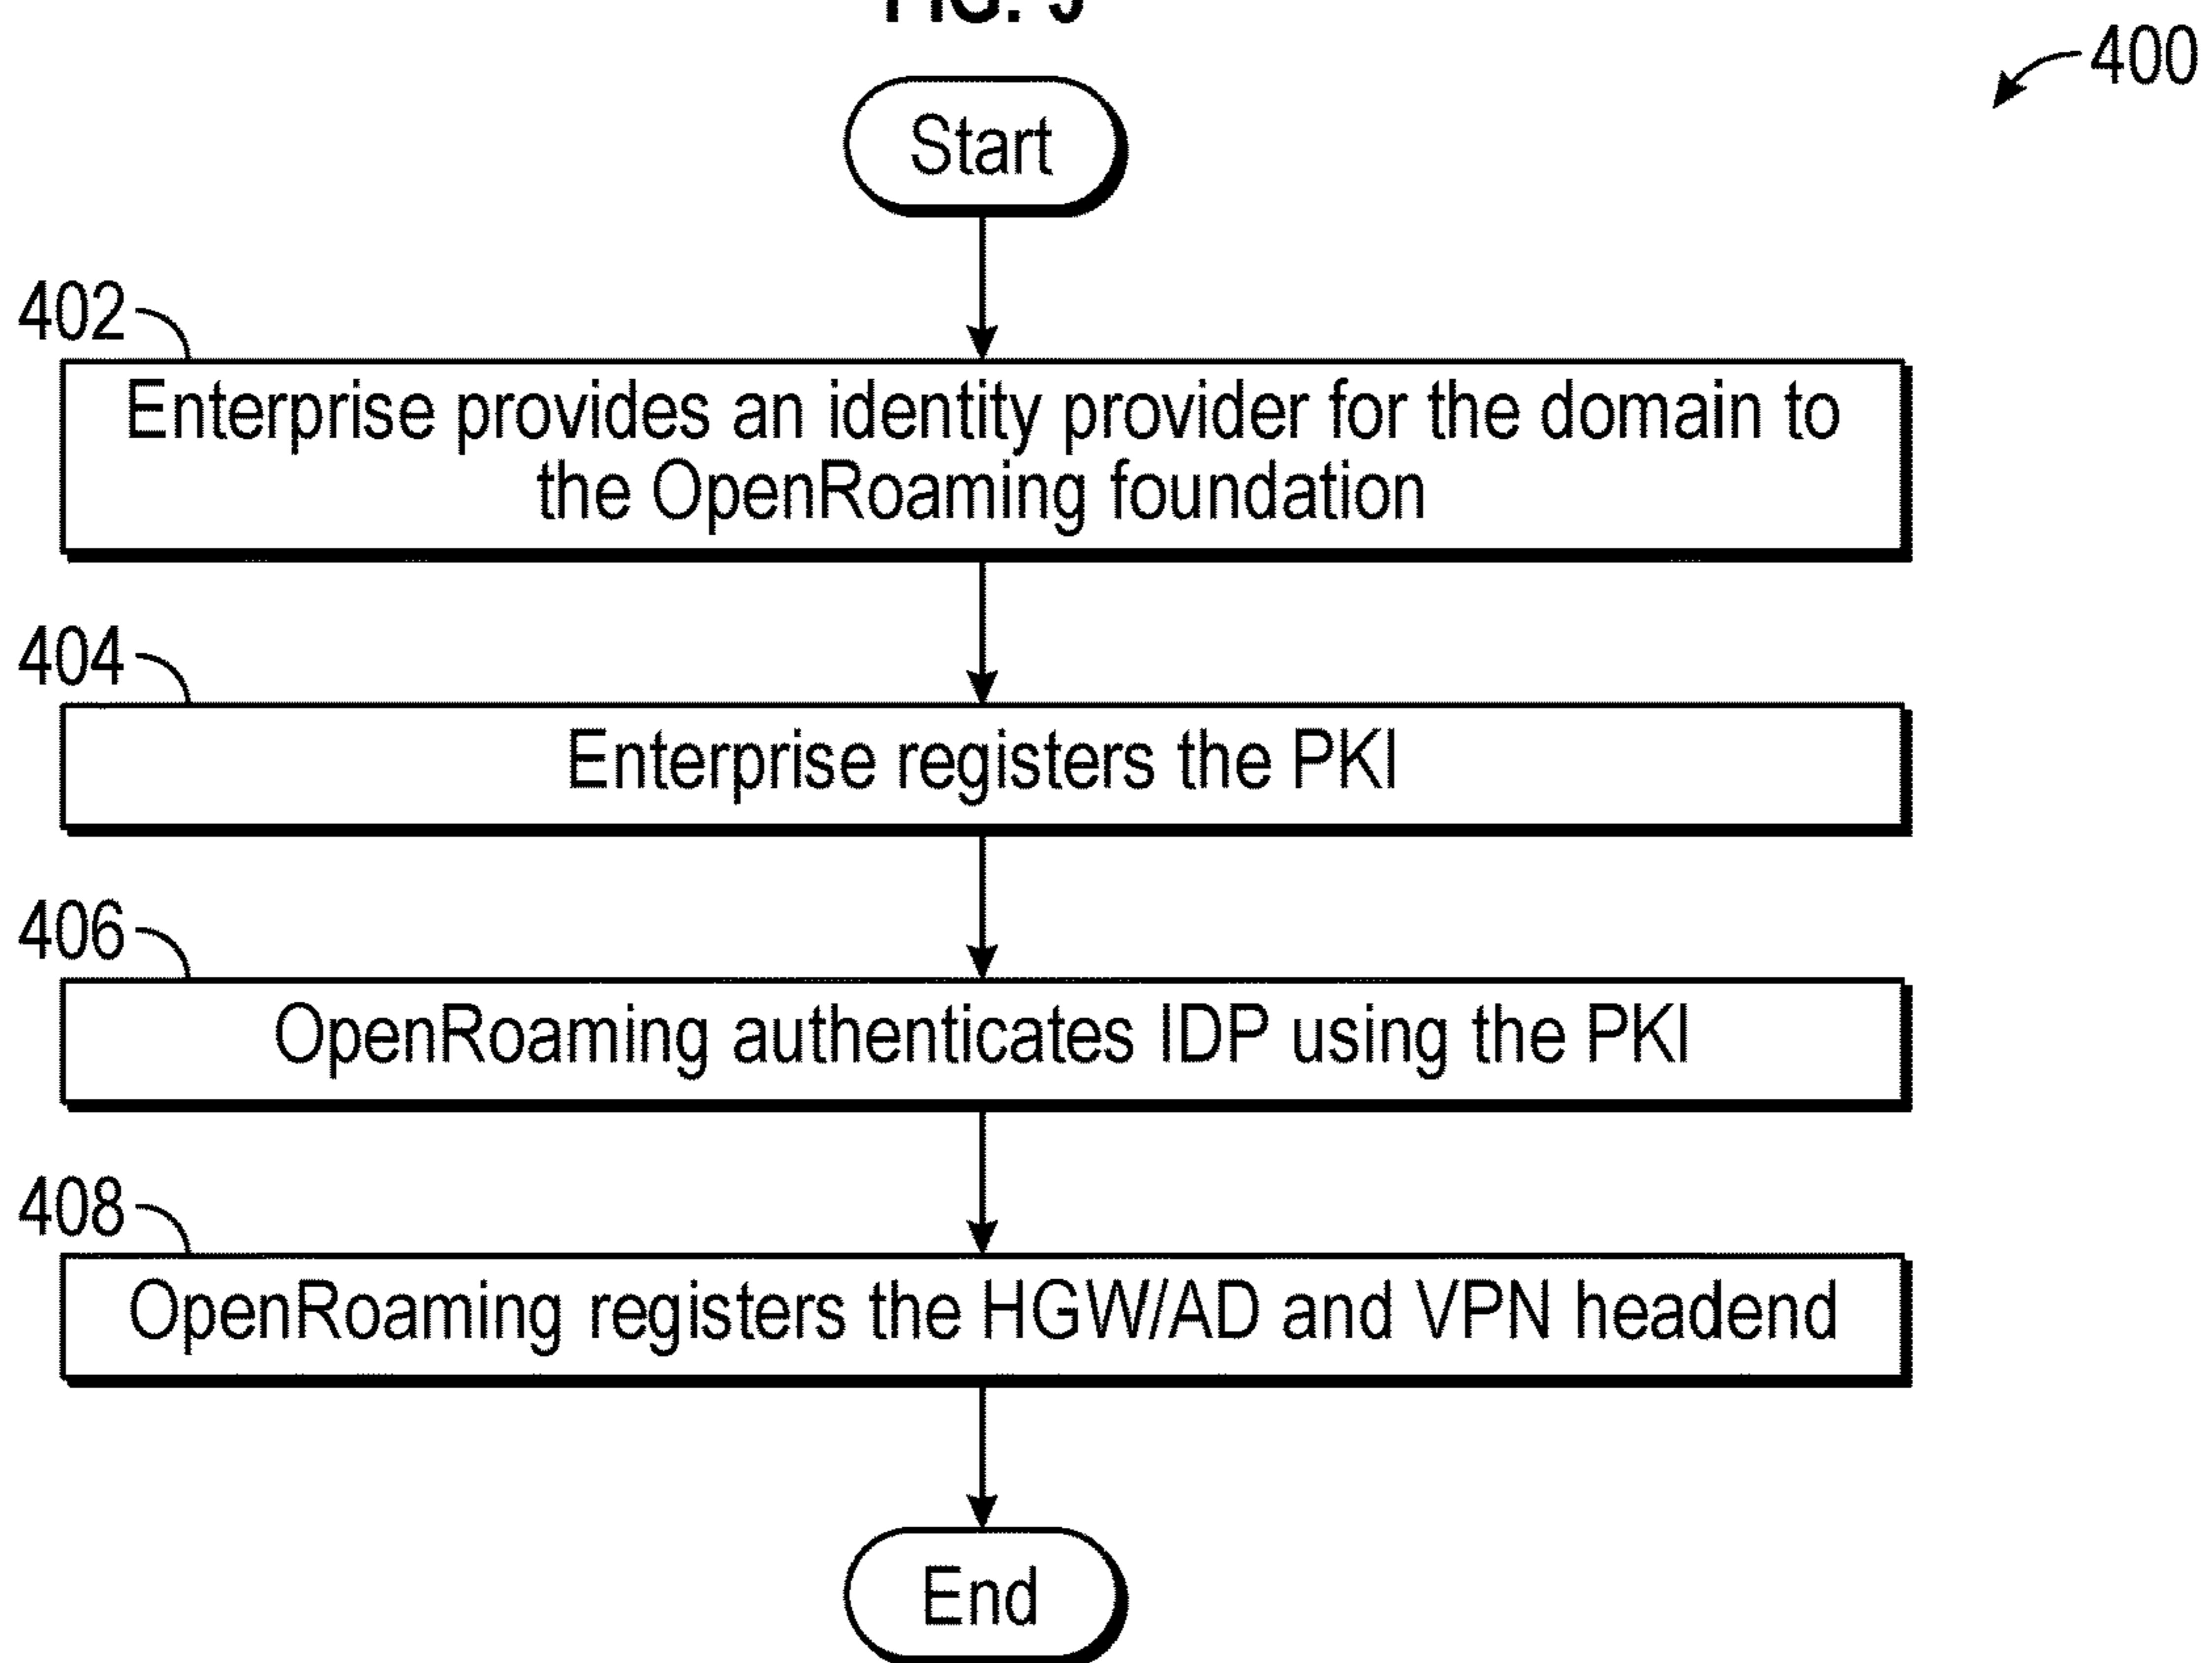 400
Start
402
Enterprise provides an identity provider for the domain to
the OpenRoaming foundation
404
Enterprise registers the PKI
406
OpenRoaming authenticates IDP using the PKI
408
OpenRoaming registers the HGW/AD and VPN headend
End